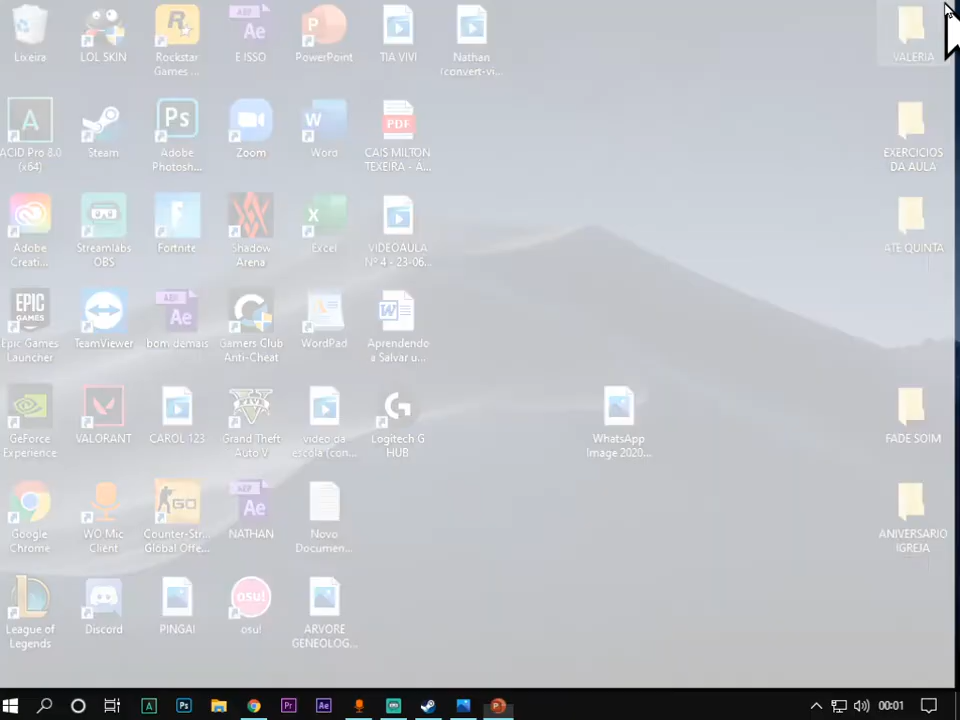 Lixeira
LOL SKIN
Rockstar
Games ...
E ISSO
PowerPoint
TIA VIVI
Nathan
(convert-vi...
VALERIA
ACID Pro 8.0
(x64)
Steam
Adobe
Photosh...
Zoom
Word
CAIS MILTON
TEXEIRA - A...
EXERCICIOS
DA AULA
Adobe
Creati...
Streamlabs
OBS
Fortnite
Shadow
Arena
Excel
VIDEOAULA
Nº 4 - 23-06...
ATE QUINTA
Epic Games
Launcher
TeamViewer
bom demais
Gamers Club
Anti-Cheat
WordPad
Aprendendo
a Salvar u...
GeForce
Experience
VALORANT
CAROL 123
Grand Theft
Auto V
video da
escola (con...
Logitech G
HUB
WhatsApp
Image 2020...
FADE SOIM
Google
Chrome
WO Mic
Client
Counter-Str...
Global Offe...
NATHAN
Novo
Documen...
ANIVERSARIO
IGREJA
League of
Legends
Discord
PINGAI
osu!
ARVORE
GENEOLOG...
00:01